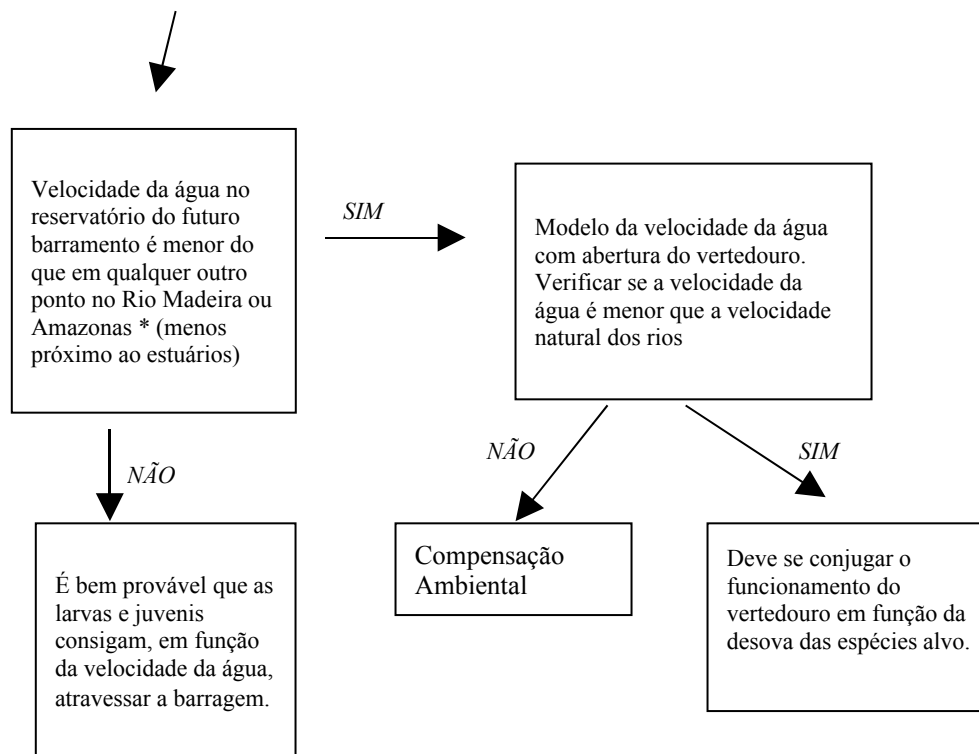 Velocidade da água no
reservatório do futuro
barramento é menor do
que em qualquer outro
ponto no Rio Madeira ou
Amazonas * (menos
próximo ao estuários)
SIM
Modelo da velocidade da água
com abertura do vertedouro.
Verificar se a velocidade da
água é menor que a velocidade
natural dos rios
NÃO
NÃO
SIM
É bem provável que as
larvas e juvenis
consigam, em função
da velocidade da água,
atravessar a barragem.
Compensação
Ambiental
Deve se conjugar o
funcionamento do
vertedouro em função da
desova das espécies alvo.